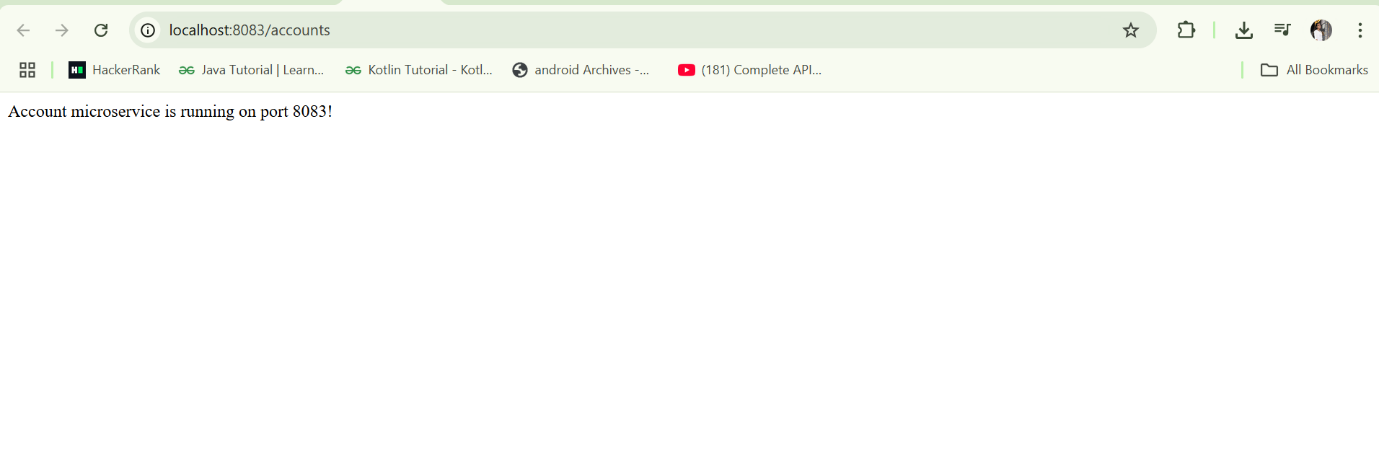 localhost:8083/accounts
HackerRank Java Tutorial | Learn... Kotlin Tutorial - Kotl... android Archives -... (181) Complete API... All Bookmarks
Account microservice is running on port 8083!